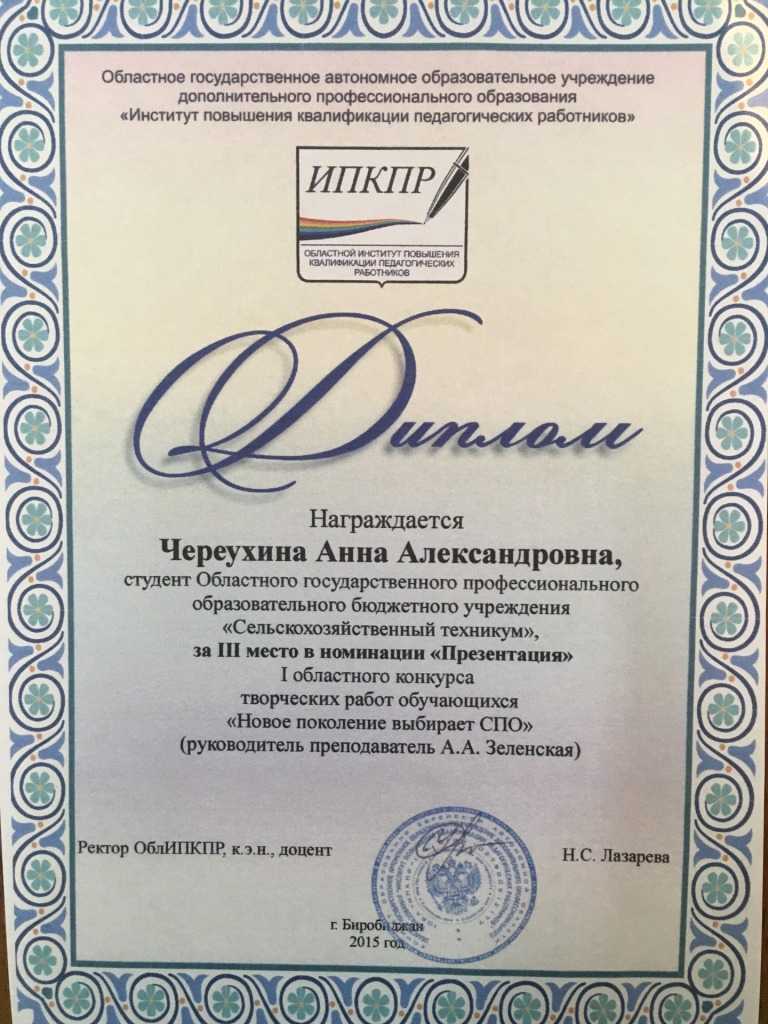 Областное государственное автономное образовательное учреждение
дополнительного профессионального образования
«Институт повышения квалификации педагогических работников»
ИПКПР
ОБЛАСТНОЙ ИНСТИТУТ ПОВЫШЕНИЯ
КВАЛИФИКАЦИИ ПЕДАГОГИЧЕСКИХ
РАБОТНИКОВ
Диплом
Награждается
Череухина Анна Александровна,
студент Областного государственного профессионального
образовательного бюджетного учреждения
«Сельскохозяйственный техникум»,
за III место в номинации «Презентация»
I областного конкурса
творческих работ обучающихся
«Новое поколение выбирает СПО»
(руководитель преподаватель А.А. Зеленская)
Ректор ОблИПКПР, к.э.н., доцент
Н.С. Лазарева
г. Биробиджан
2015 год